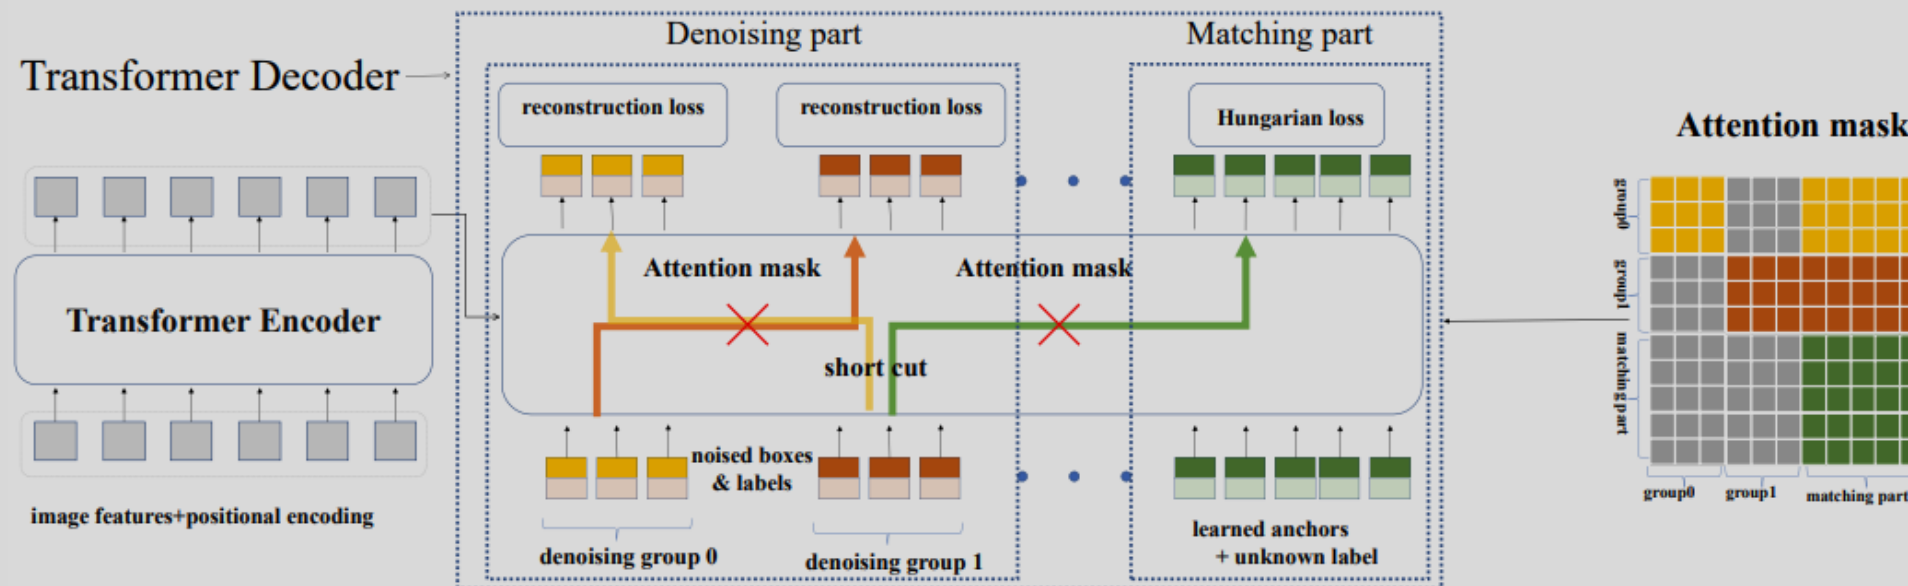 Denoising part
Matching part
Transformer Decoder
reconstruction loss
reconstruction loss
Hungarian loss
Attention mask
Attention mask
Attention mask
Transformer Encoder
short cut
noised boxes
& labels
image features+positional encoding
denoising group 0
denoising group 1
learned anchors
+ unknown label
group0
group1
matching part
group0
group1
matching part